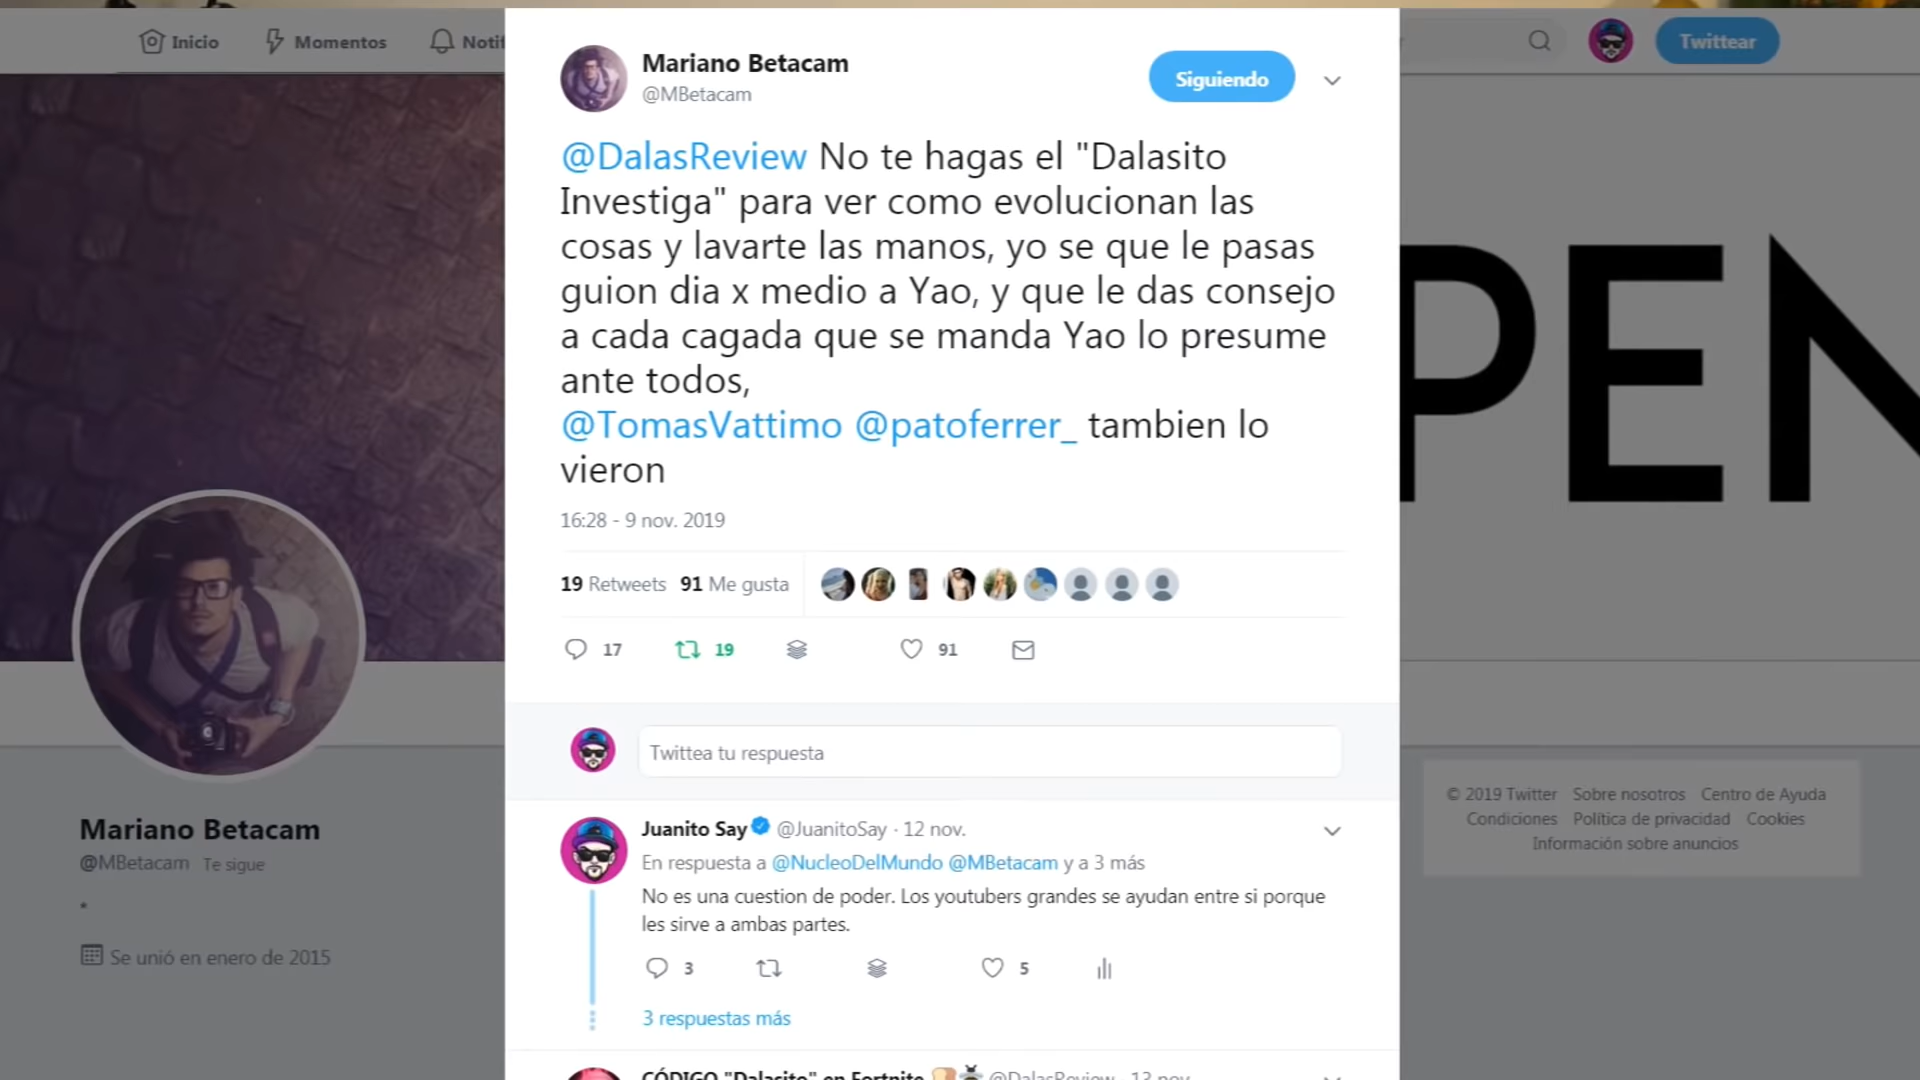 Inicio
Momentos
Twittear
Mariano Betacam
@MBetacam
Siguiendo
@DalasReview No te hagas el "Dalasito
Investiga" para ver como evolucionan las
cosas y lavarte las manos, yo se que le pasas
guion dia x medio a Yao, y que le das consejo
a cada cagada que se manda Yao lo presume
ante todos,
@TomasVattimo @patoferrer_ tambien lo
vieron
16:28 - 9 nov. 2019
19 Retweets 91 Me gusta
17 19 91
Twittea tu respuesta
Juanito Say @JuanitoSay · 12 nov.
En respuesta a @NucleoDelMundo @MBetacam y a 3 más
No es una cuestion de poder. Los youtubers grandes se ayudan entre si porque
les sirve a ambas partes.
3 5
3 respuestas más
CÓDIGO "Dalasito" en Fortnite @DalasReview · 13 nov.
Mariano Betacam
@MBetacam Te sigue
*
Se unió en enero de 2015
PEN
© 2019 Twitter Sobre nosotros Centro de Ayuda
Condiciones Política de privacidad Cookies
Información sobre anuncios